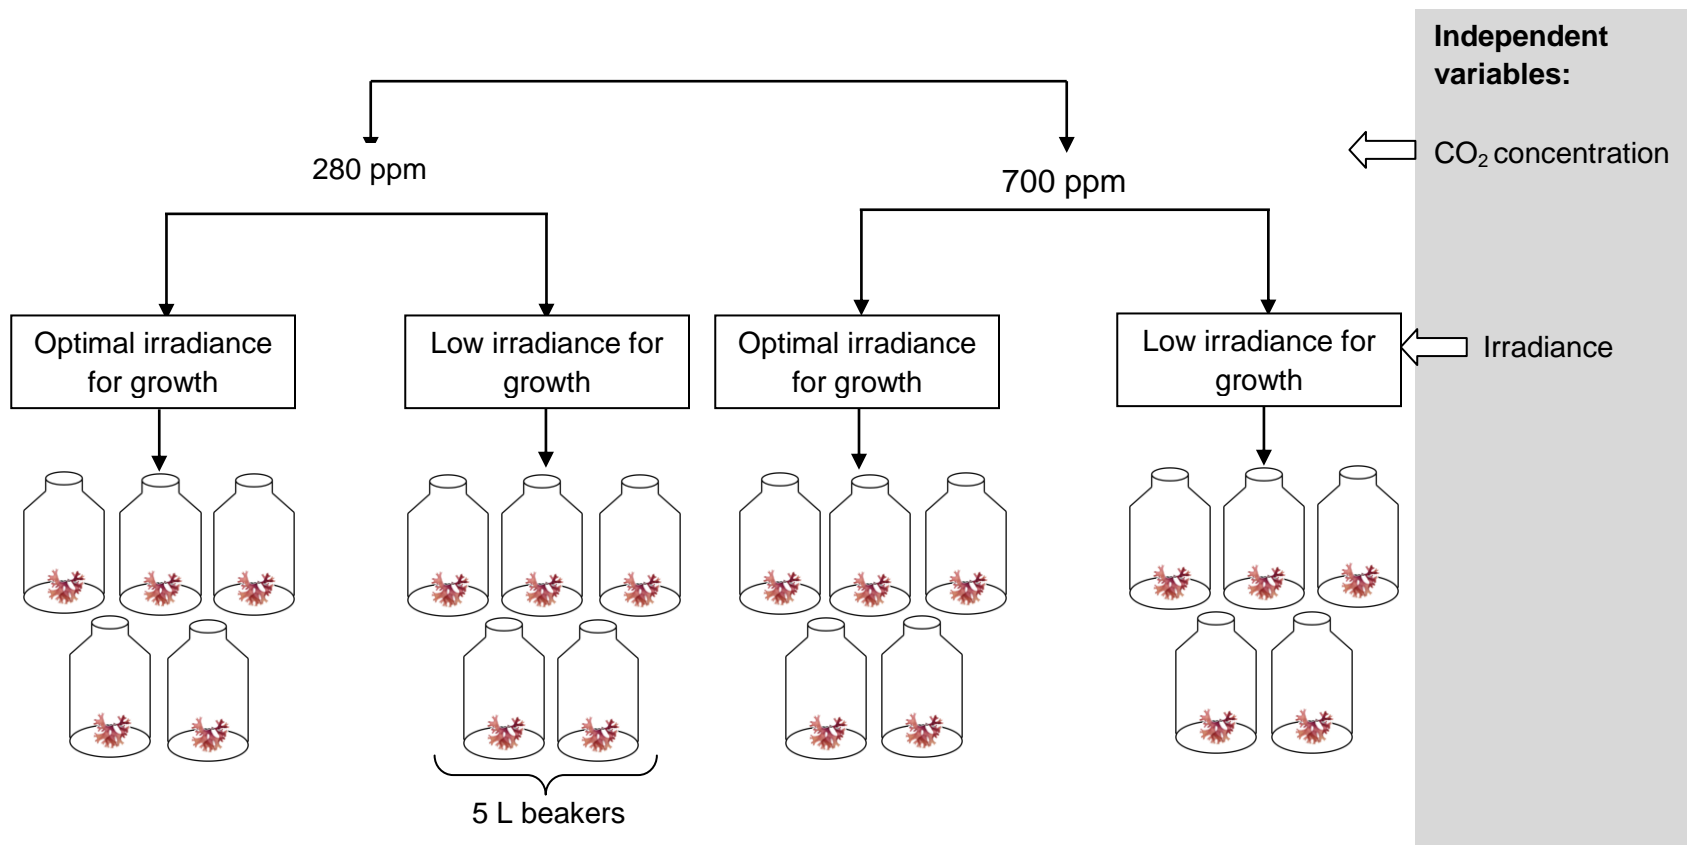 Independent
variables:
CO₂ concentration
280 ppm
700 ppm
Optimal irradiance
for growth
Low irradiance for
growth
Optimal irradiance
for growth
Low irradiance for
growth
Irradiance
5 L beakers